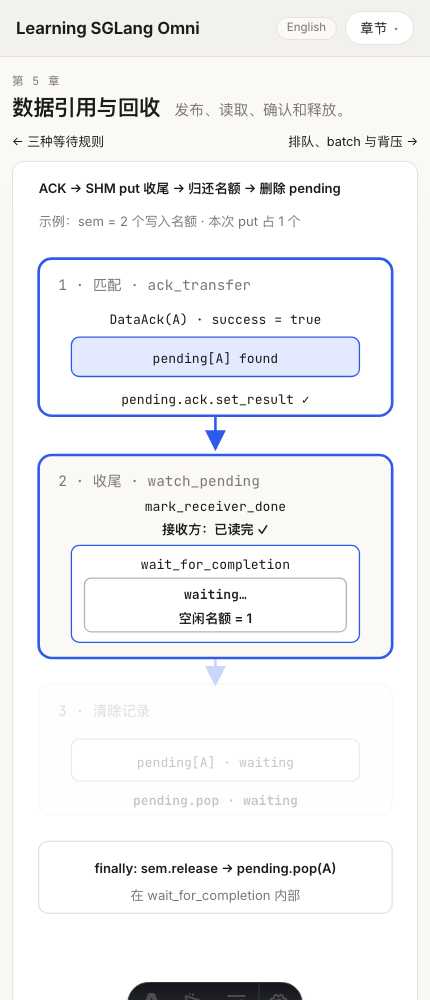 Learning SGLang Omni
English
章节
第 5 章
数据引用与回收 发布、读取、确认和释放。
← 三种等待规则
排队、batch 与背压 →
ACK → SHM put 收尾 → 归还名额 → 删除 pending
示例：sem = 2 个写入名额 · 本次 put 占 1 个
1 · 匹配 · ack_transfer
DataAck(A) · success = true
pending[A] found
pending.ack.set_result ✓
2 · 收尾 · watch_pending
mark_receiver_done
接收方：已读完 ✓
wait_for_completion
waiting…
空闲名额 = 1
3 · 清除记录
pending[A] · waiting
pending.pop · waiting
finally: sem.release → pending.pop(A)
在 wait_for_completion 内部